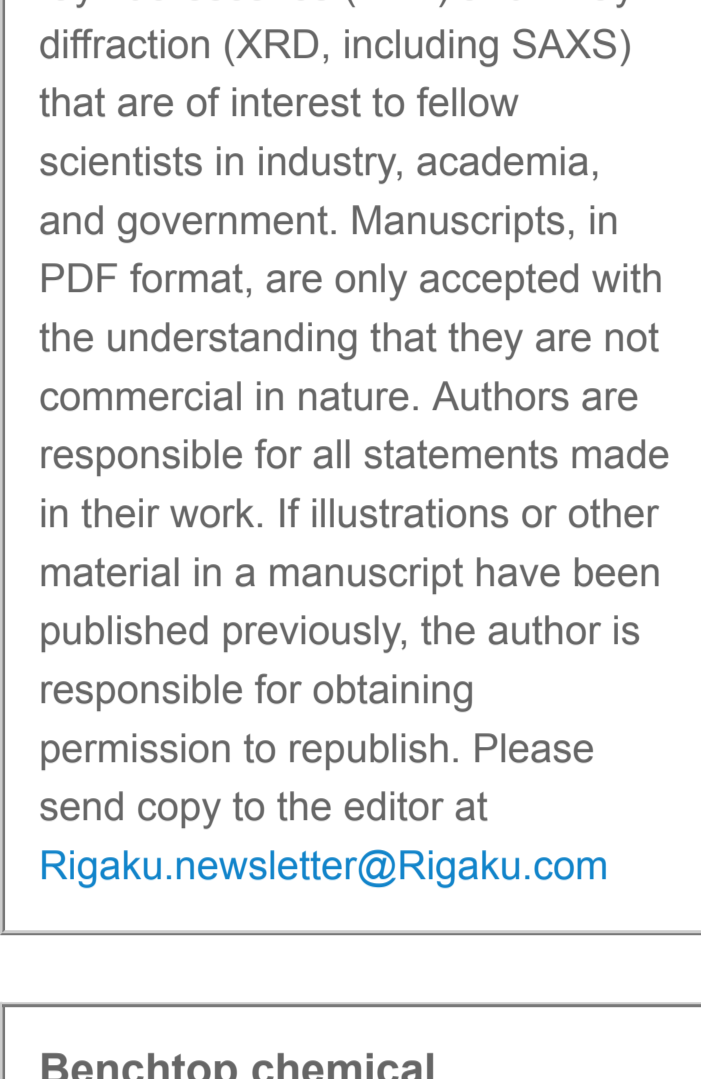 diffraction (XRD, including SAXS)
that are of interest to fellow
scientists in industry, academia,
and government. Manuscripts, in
PDF format, are only accepted with
the understanding that they are not
commercial in nature. Authors are
responsible for all statements made
in their work. If illustrations or other
material in a manuscript have been
published previously, the author is
responsible for obtaining
permission to republish. Please
send copy to the editor at
Rigaku.newsletter@Rigaku.com
Benchtop chemical